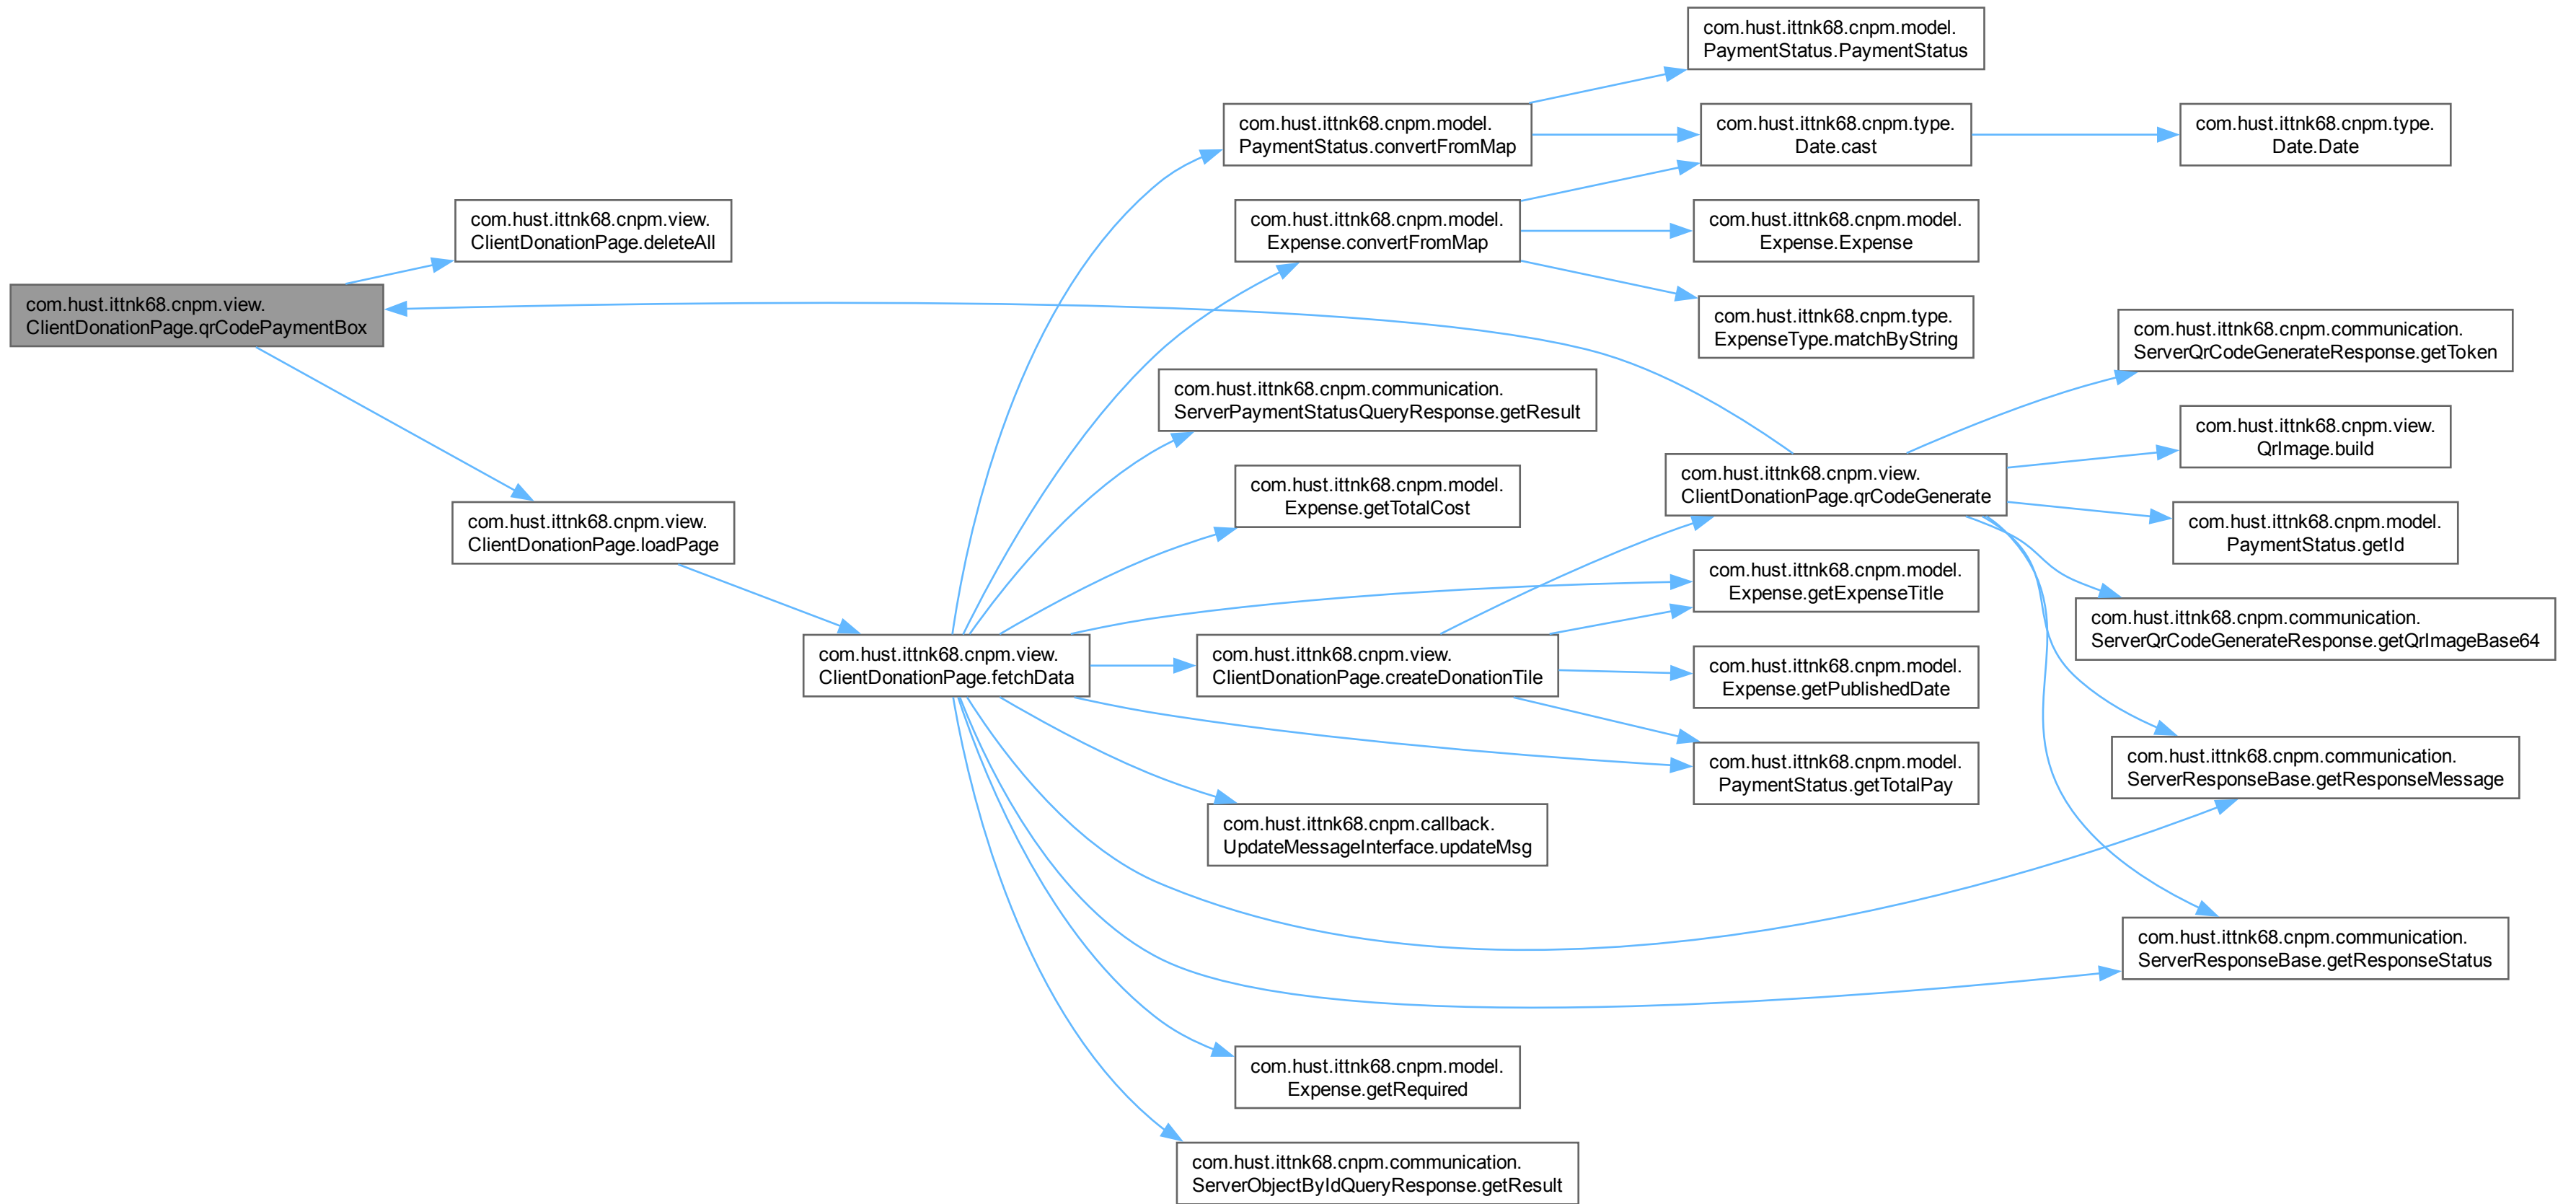 com.hust.ittnk68.cnpm.view.
ClientDonationPage.qrCodePaymentBox
com.hust.ittnk68.cnpm.view.
ClientDonationPage.deleteAll
com.hust.ittnk68.cnpm.view.
ClientDonationPage.loadPage
com.hust.ittnk68.cnpm.view.
ClientDonationPage.fetchData
com.hust.ittnk68.cnpm.model.
PaymentStatus.convertFromMap
com.hust.ittnk68.cnpm.model.
Expense.convertFromMap
com.hust.ittnk68.cnpm.communication.
ServerPaymentStatusQueryResponse.getResult
com.hust.ittnk68.cnpm.model.
Expense.getTotalCost
com.hust.ittnk68.cnpm.view.
ClientDonationPage.createDonationTile
com.hust.ittnk68.cnpm.callback.
UpdateMessageInterface.updateMsg
com.hust.ittnk68.cnpm.model.
Expense.getRequired
com.hust.ittnk68.cnpm.communication.
ServerObjectByIdQueryResponse.getResult
com.hust.ittnk68.cnpm.model.
PaymentStatus.PaymentStatus
com.hust.ittnk68.cnpm.type.
Date.cast
com.hust.ittnk68.cnpm.model.
Expense.Expense
com.hust.ittnk68.cnpm.type.
ExpenseType.matchByString
com.hust.ittnk68.cnpm.view.
ClientDonationPage.qrCodeGenerate
com.hust.ittnk68.cnpm.model.
Expense.getExpenseTitle
com.hust.ittnk68.cnpm.model.
Expense.getPublishedDate
com.hust.ittnk68.cnpm.model.
PaymentStatus.getTotalPay
com.hust.ittnk68.cnpm.type.
Date.Date
com.hust.ittnk68.cnpm.communication.
ServerQrCodeGenerateResponse.getToken
com.hust.ittnk68.cnpm.view.
QrImage.build
com.hust.ittnk68.cnpm.model.
PaymentStatus.getId
com.hust.ittnk68.cnpm.communication.
ServerQrCodeGenerateResponse.getQrImageBase64
com.hust.ittnk68.cnpm.communication.
ServerResponseBase.getResponseMessage
com.hust.ittnk68.cnpm.communication.
ServerResponseBase.getResponseStatus